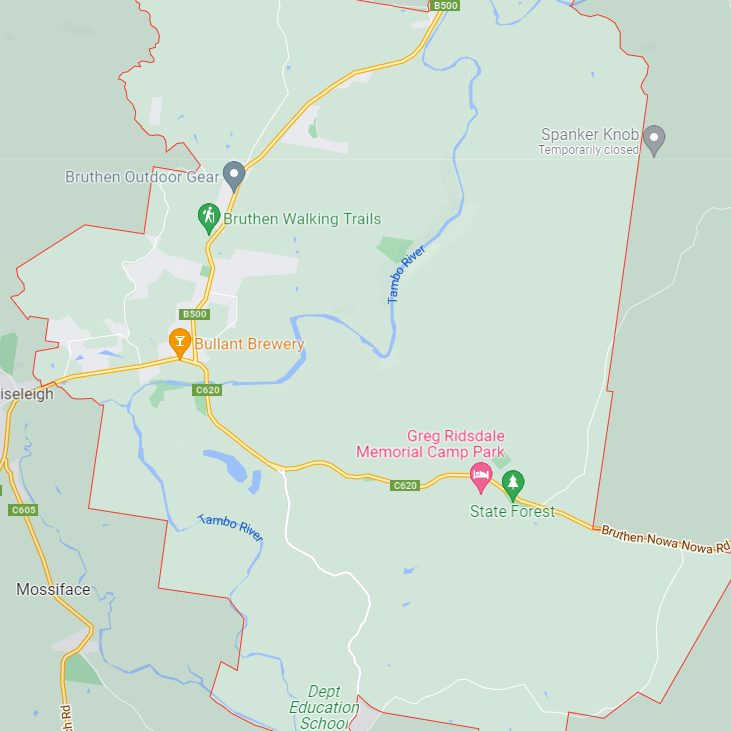 B500
Spanker Knob
Temporarily closed
Bruthen Outdoor Gear
Bruthen Walking Trails
Tambo River
B500
Bullant Brewery
C620
iseleigh
Greg Ridsdale
Memorial Camp Park
C620
C605
State Forest
Tambo River
Bruthen-Nowa Nowa Rd
Mossiface
Dept
Education
School
ch Rd